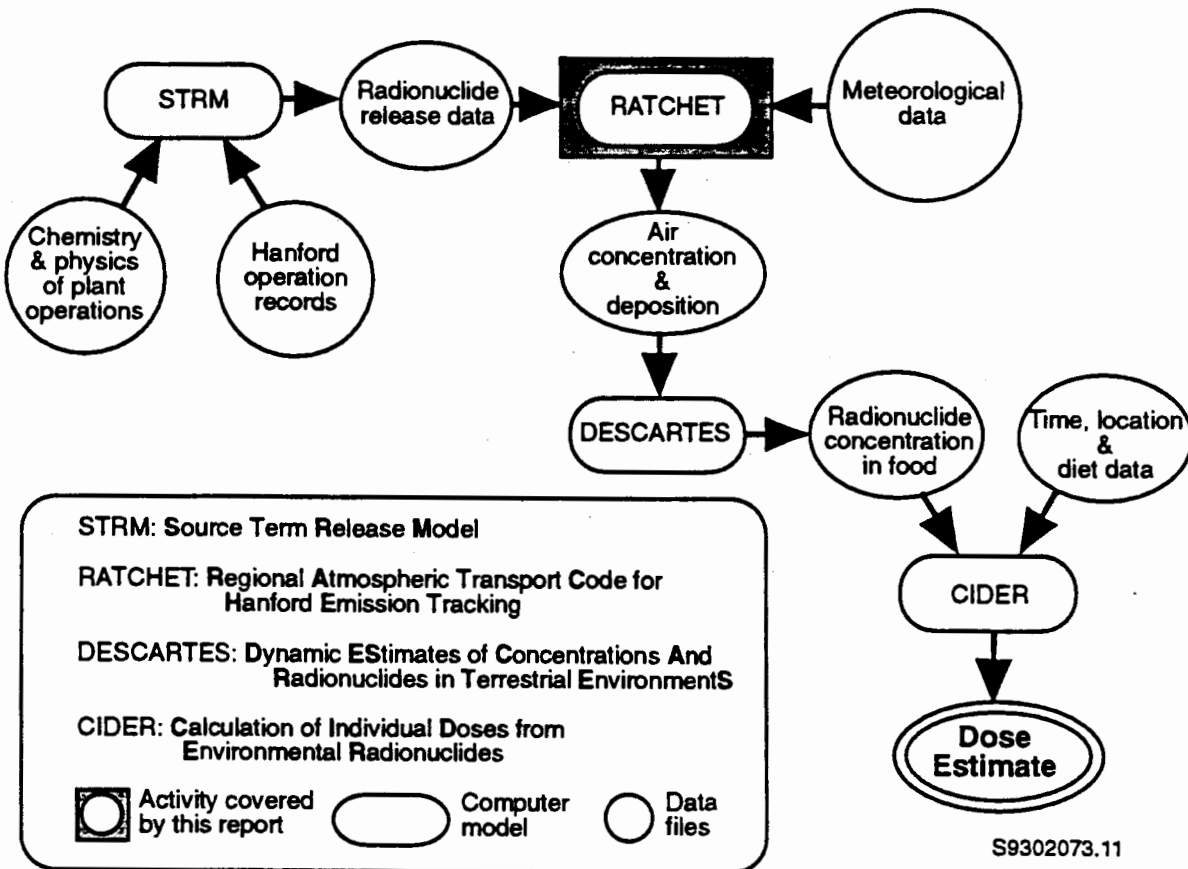 STRM
Radionuclide
release data
RATCHET
Meteorological
data
Chemistry
& physics
of plant
operations
Hanford
operation
records
Air
concentration
&
deposition
DESCARTES
Radionuclide
concentration
in food
Time, location
&
diet data
CIDER
Dose
Estimate
STRM: Source Term Release Model
RATCHET: Regional Atmospheric Transport Code for
Hanford Emission Tracking
DESCARTES: Dynamic EStimates of Concentrations And
Radionuclides in Terrestrial EnvironmentS
CIDER: Calculation of Individual Doses from
Environmental Radionuclides
Activity covered
by this report
Computer
model
Data
files
S9302073.11